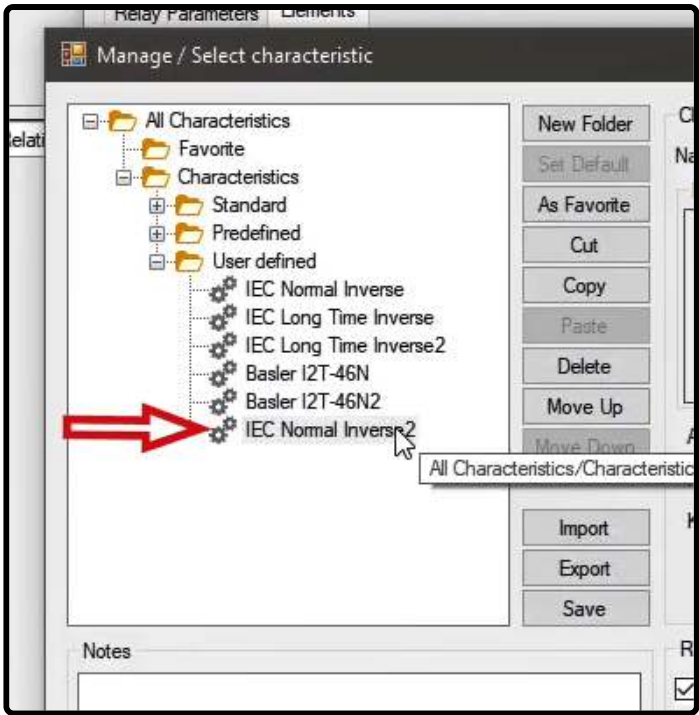 Relay Parameters Elements
Manage / Select characteristic
elati
All Characteristics
Favorite
Characteristics
Standard
Predefined
User defined
IEC Normal Inverse
IEC Long Time Inverse
IEC Long Time Inverse2
Basler I2T-46N
Basler I2T-46N2
IEC Normal Inverse2
New Folder
Set Default
As Favorite
Cut
Copy
Paste
Delete
Move Up
Move Down
All Characteristics/Characteristic
Import
Export
Save
Notes
Na
R